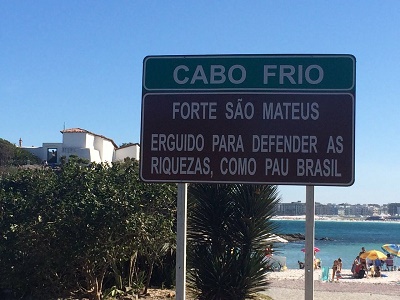 CABO FRIO
FORTE SÃO MATEUS
ERGUIDO PARA DEFENDER AS
RIQUEZAS, COMO PAU BRASIL